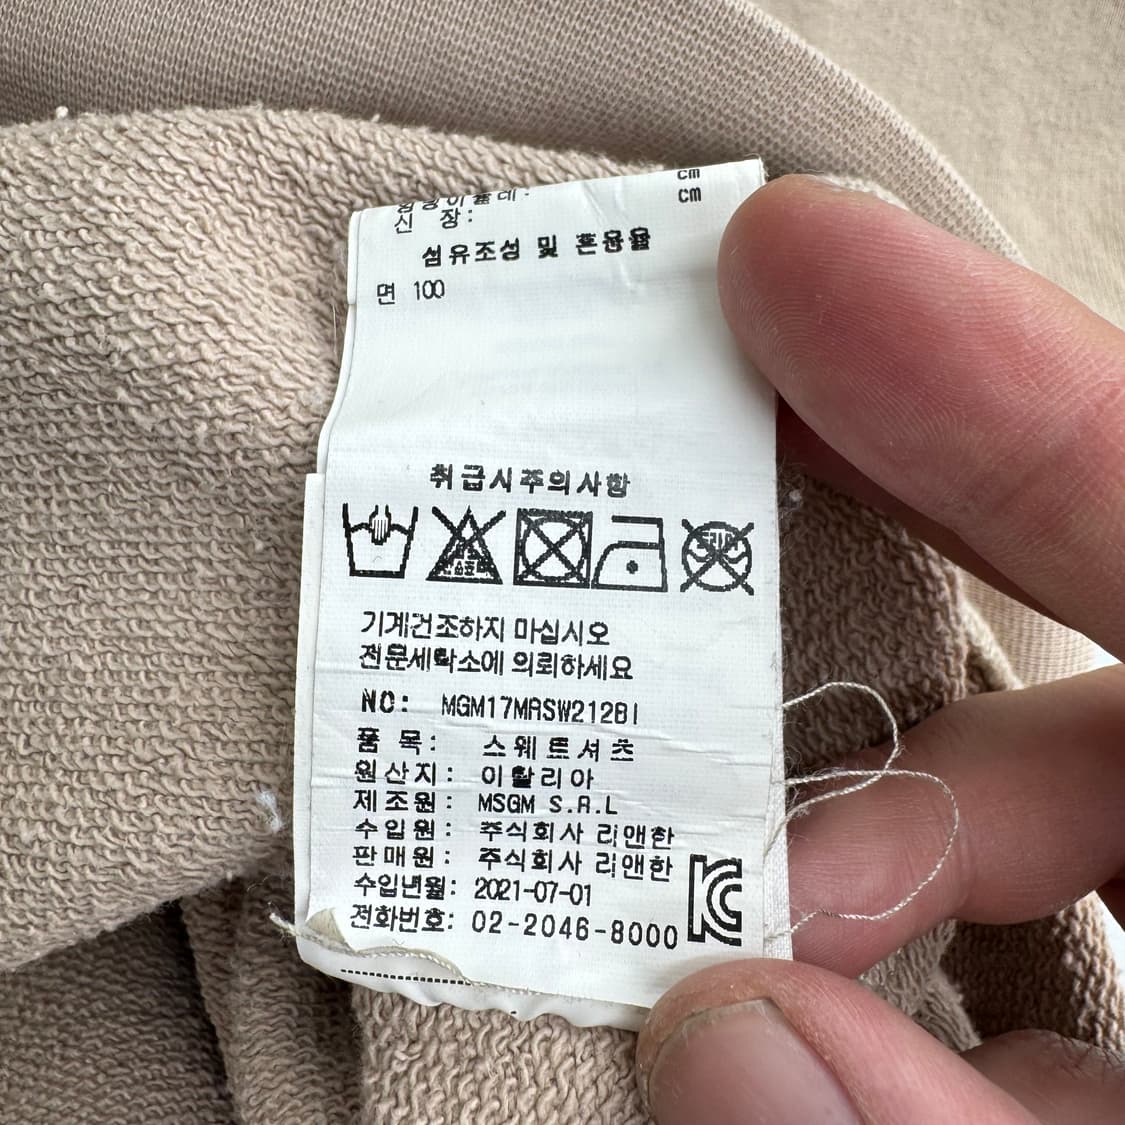 cm
신 장: cm
섬유조성 및 혼용율
면 100
취급시주의사항
기계건조하지 마십시오
전문세탁소에 의뢰하세요
NO: MGM17MRSW212BI
품 목: 스웨트셔츠
원산지: 이탈리아
제조원: MSGM S.R.L
수입원: 주식회사 리앤한
판매원: 주식회사 리앤한
수입년월: 2021-07-01
전화번호: 02-2046-8000